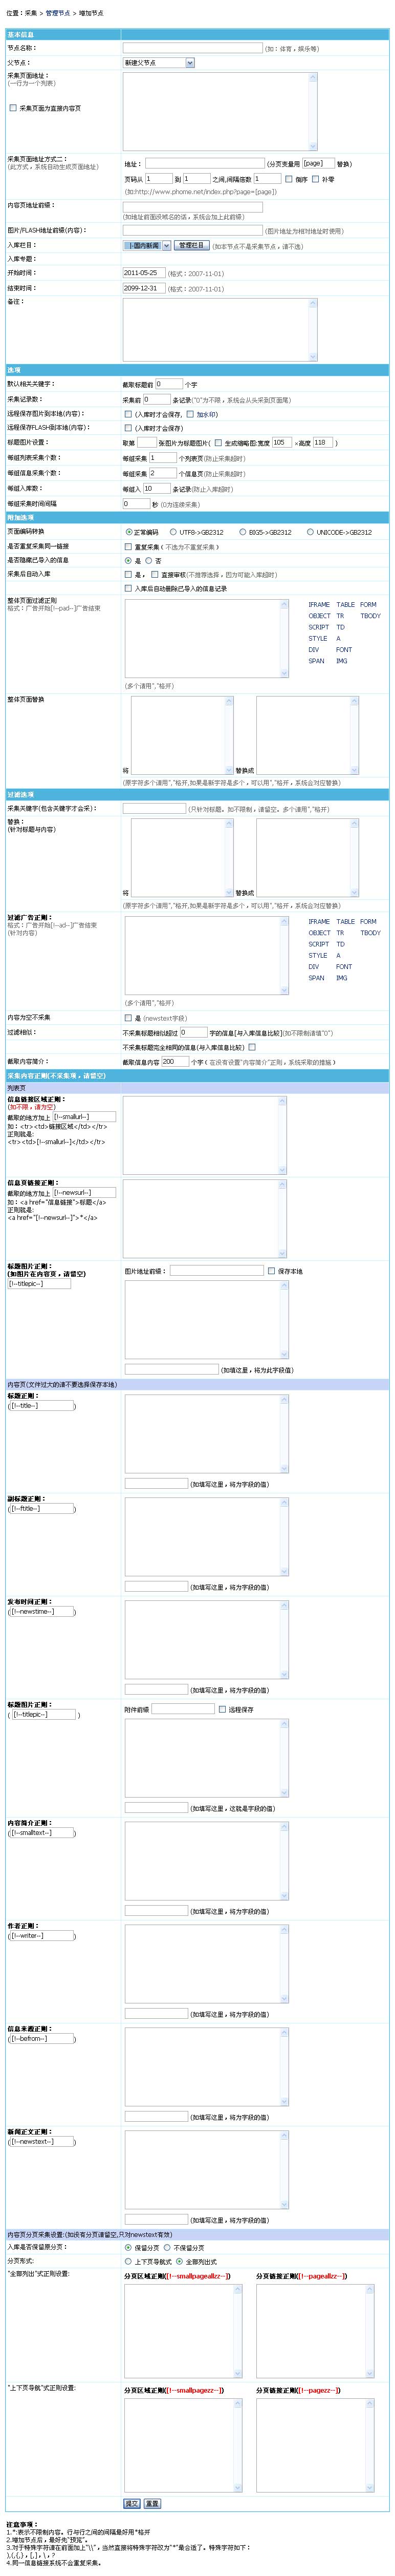 位置：采集 > 管理节点 > 增加节点
基本信息
节点名称： (如：体育，娱乐等)
父节点： 新建父节点
采集页面地址：
(一行为一个列表)
采集页面为直接内容页
采集页面地址方式二：
(此方式，系统自动生成页面地址)
地址： (分页变量用 [page] 替换)
页码从 1 到 1 之间,间隔倍数 1 倒序 补零
(如:http://www.phome.net/index.php?page=[page])
内容页地址前缀：
(如地址前面没域名的话，系统会加上此前缀)
图片/FLASH地址前缀(内容)： (图片地址为相对地址时使用)
入库栏目： |-国内新闻 管理栏目 (如本节点不是采集节点，请不选)
入库专题：
开始时间： 2011-05-25 (格式：2007-11-01)
结束时间： 2099-12-31 (格式：2007-11-01)
备注：
选项
默认相关关键字： 截取标题前 0 个字
采集记录数： 采集前 0 条记录("0"为不限，系统会从头采到页面尾)
远程保存图片到本地(内容)： (入库时才会保存, 加水印)
远程保存FLASH到本地(内容)： (入库时才会保存)
标题图片设置： 取第 张图片为标题图片( 生成缩略图:宽度 105 ×高度 118 )
每组列表采集个数： 每组采集 1 个列表页(防止采集超时)
每组信息采集个数： 每组采集 2 个信息页(防止采集超时)
每组入库数： 每组入 10 条记录(防止入库超时)
每组采集时间间隔 0 秒 (0为连续采集)
附加选项
页面编码转换 正常编码 UTF8->GB2312 BIG5->GB2312 UNICODE->GB2312
是否重复采集同一链接 重复采集 ( 不选为不重复采集 )
是否隐藏已导入的信息 是 否
采集后自动入库 是， 直接审核(不推荐选择，因为可能入库超时)
入库后自动删除已导入的信息记录
整体页面过滤正则
格式：广告开始[!--pad--]广告结束
IFRAME TABLE FORM
OBJECT TR TBODY
SCRIPT TD
STYLE A
DIV FONT
SPAN IMG
(多个请用","格开)
整体页面替换
将 替换成
(原字符多个请用","格开,如果是新字符是多个，可以用","格开，系统会对应替换)
过滤选项
采集关键字(包含关键字才会采)： (只针对标题。如不限制，请留空。多个请用","格开)
替换：
(针对标题与内容)
将 替换成
(原字符多个请用","格开,如果是新字符是多个，可以用","格开，系统会对应替换)
过滤广告正则：
格式：广告开始[!--ad--]广告结束
(针对内容)
IFRAME TABLE FORM
OBJECT TR TBODY
SCRIPT TD
STYLE A
DIV FONT
SPAN IMG
(多个请用","格开)
内容为空不采集 是 (newstext字段)
过滤相似： 不采集标题相似超过 0 字的信息[与入库信息比较](如不限制请填"0")
不采集标题完全相同的信息(与入库信息比较)
截取内容简介： 截取信息内容 200 个字 ( 在没有设置"内容简介"正则，系统采取的措施 )
采集内容正则(不采集项，请留空)
列表页
信息链接区域正则：
(如不限，请为空)
截取的地方加上 [!--smallurl--]
如：<tr><td>链接区域</td></tr>
正则就是:
<tr><td>[!--smallurl--]</td></tr>
信息页链接正则：
截取的地方加上 [!--newsurl--]
如：<a href="信息链接">标题</a>
正则就是:
<a href="[!--newsurl--]">*</a>
标题图片正则：
(如图片在内容页，请留空)
[!--titlepic--]
图片地址前缀： 保存本地
(如填这里，将为此字段值)
内容页(文件过大的请不要选择保存本地)
标题正则：
([!--title--])
(如填写这里，将为字段的值)
副标题正则：
([!--ftitle--])
(如填写这里，将为字段的值)
发布时间正则：
([!--newstime--])
(如填写这里，将为字段的值)
标题图片正则：
( [!--titlepic--] )
附件前缀 远程保存
(如填写这里，这就是字段的值)
内容简介正则：
([!--smalltext--])
(如填写这里，将为字段的值)
作者正则：
([!--writer--])
(如填写这里，将为字段的值)
信息来源正则：
([!--befrom--])
(如填写这里，将为字段的值)
新闻正文正则：
([!--newstext--])
(如填写这里，将为字段的值)
内容页分页采集设置:(如没有分页请留空,只对newstext有效)
入库是否保留原分页： 保留分页 不保留分页
分页形式: 上下页导航式 全部列出式
"全部列出"式正则设置:
分页区域正则([!--smallpageallzz--]) 分页链接正则([!--pageallzz--])
"上下页导航"式正则设置:
分页区域正则([!--smallpagezz--]) 分页链接正则([!--pagezz--])
提交 重置
注意事项：
1.*:表示不限制内容。行与行之间的间隔最好用*格开
2.增加节点后，最好先"预览"。
3.对于特殊字符请在前面加上"\\"，当然直接将特殊字符改为"*"最合适了。特殊字符如下：
),(,{,},[,],\,?
4.同一信息链接系统不会重复采集。